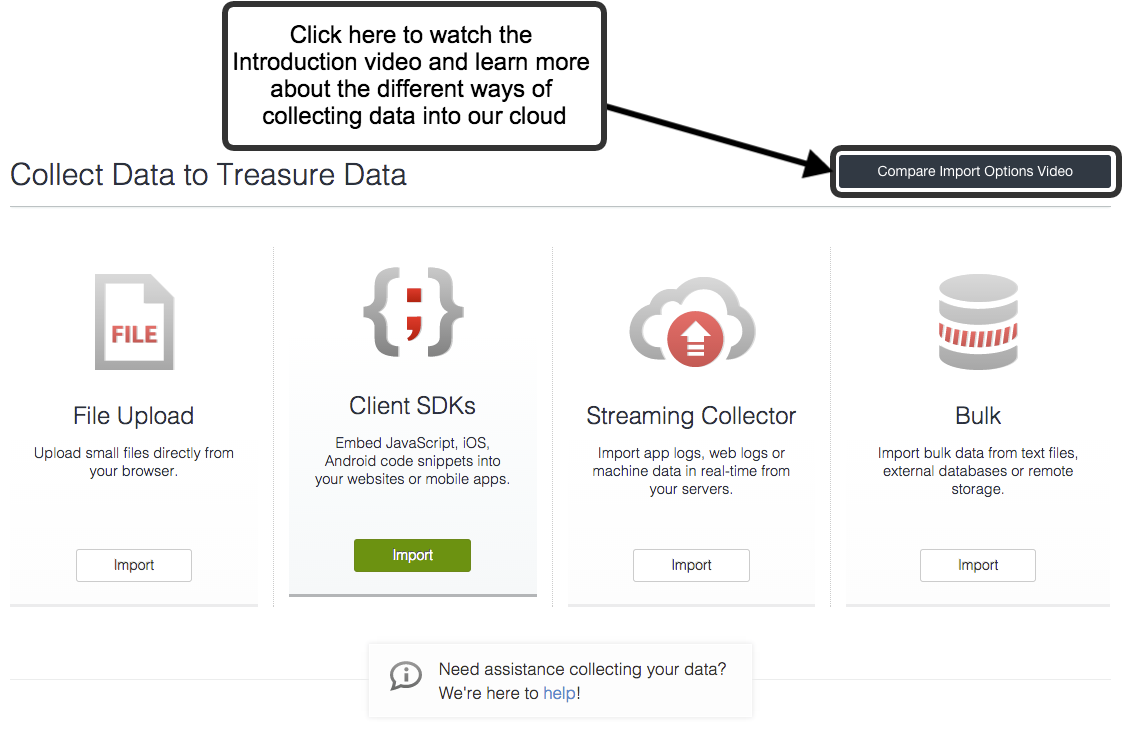 Click here to watch the
Introduction video and learn more
about the different ways of
collecting data into our cloud
Collect Data to Treasure Data
Compare Import Options Video
FILE
File Upload
Upload small files directly from
your browser.
Import
Client SDKs
Embed JavaScript, iOS,
Android code snippets into
your websites or mobile apps.
Import
Streaming Collector
Import app logs, web logs or
machine data in real-time from
your servers.
Import
Bulk
Import bulk data from text files,
external databases or remote
storage.
Import
Need assistance collecting your data?
We're here to help!